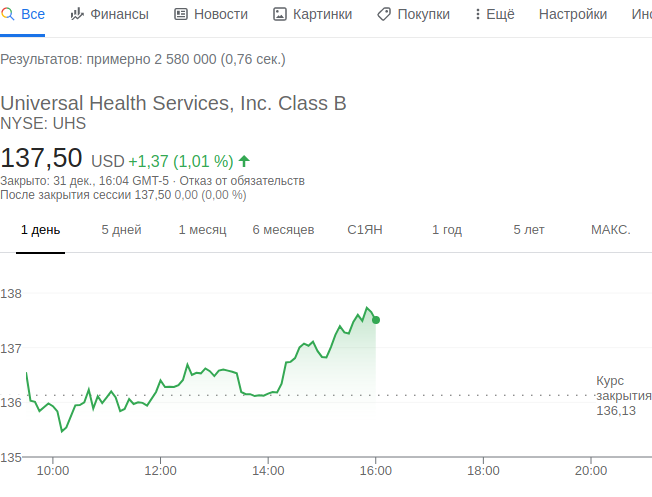 Все Финансы Новости Картинки Покупки Ещё Настройки Инс
Результатов: примерно 2 580 000 (0,76 сек.)
Universal Health Services, Inc. Class B
NYSE: UHS
137,50 USD +1,37 (1,01 %)
Закрыто: 31 дек., 16:04 GMT-5 · Отказ от обязательств
После закрытия сессии 137,50 0,00 (0,00 %)
1 день 5 дней 1 месяц 6 месяцев С1ЯН 1 год 5 лет МАКС.
138
137
136
135
Курс
закрытия
136,13
10:00 12:00 14:00 16:00 18:00 20:00